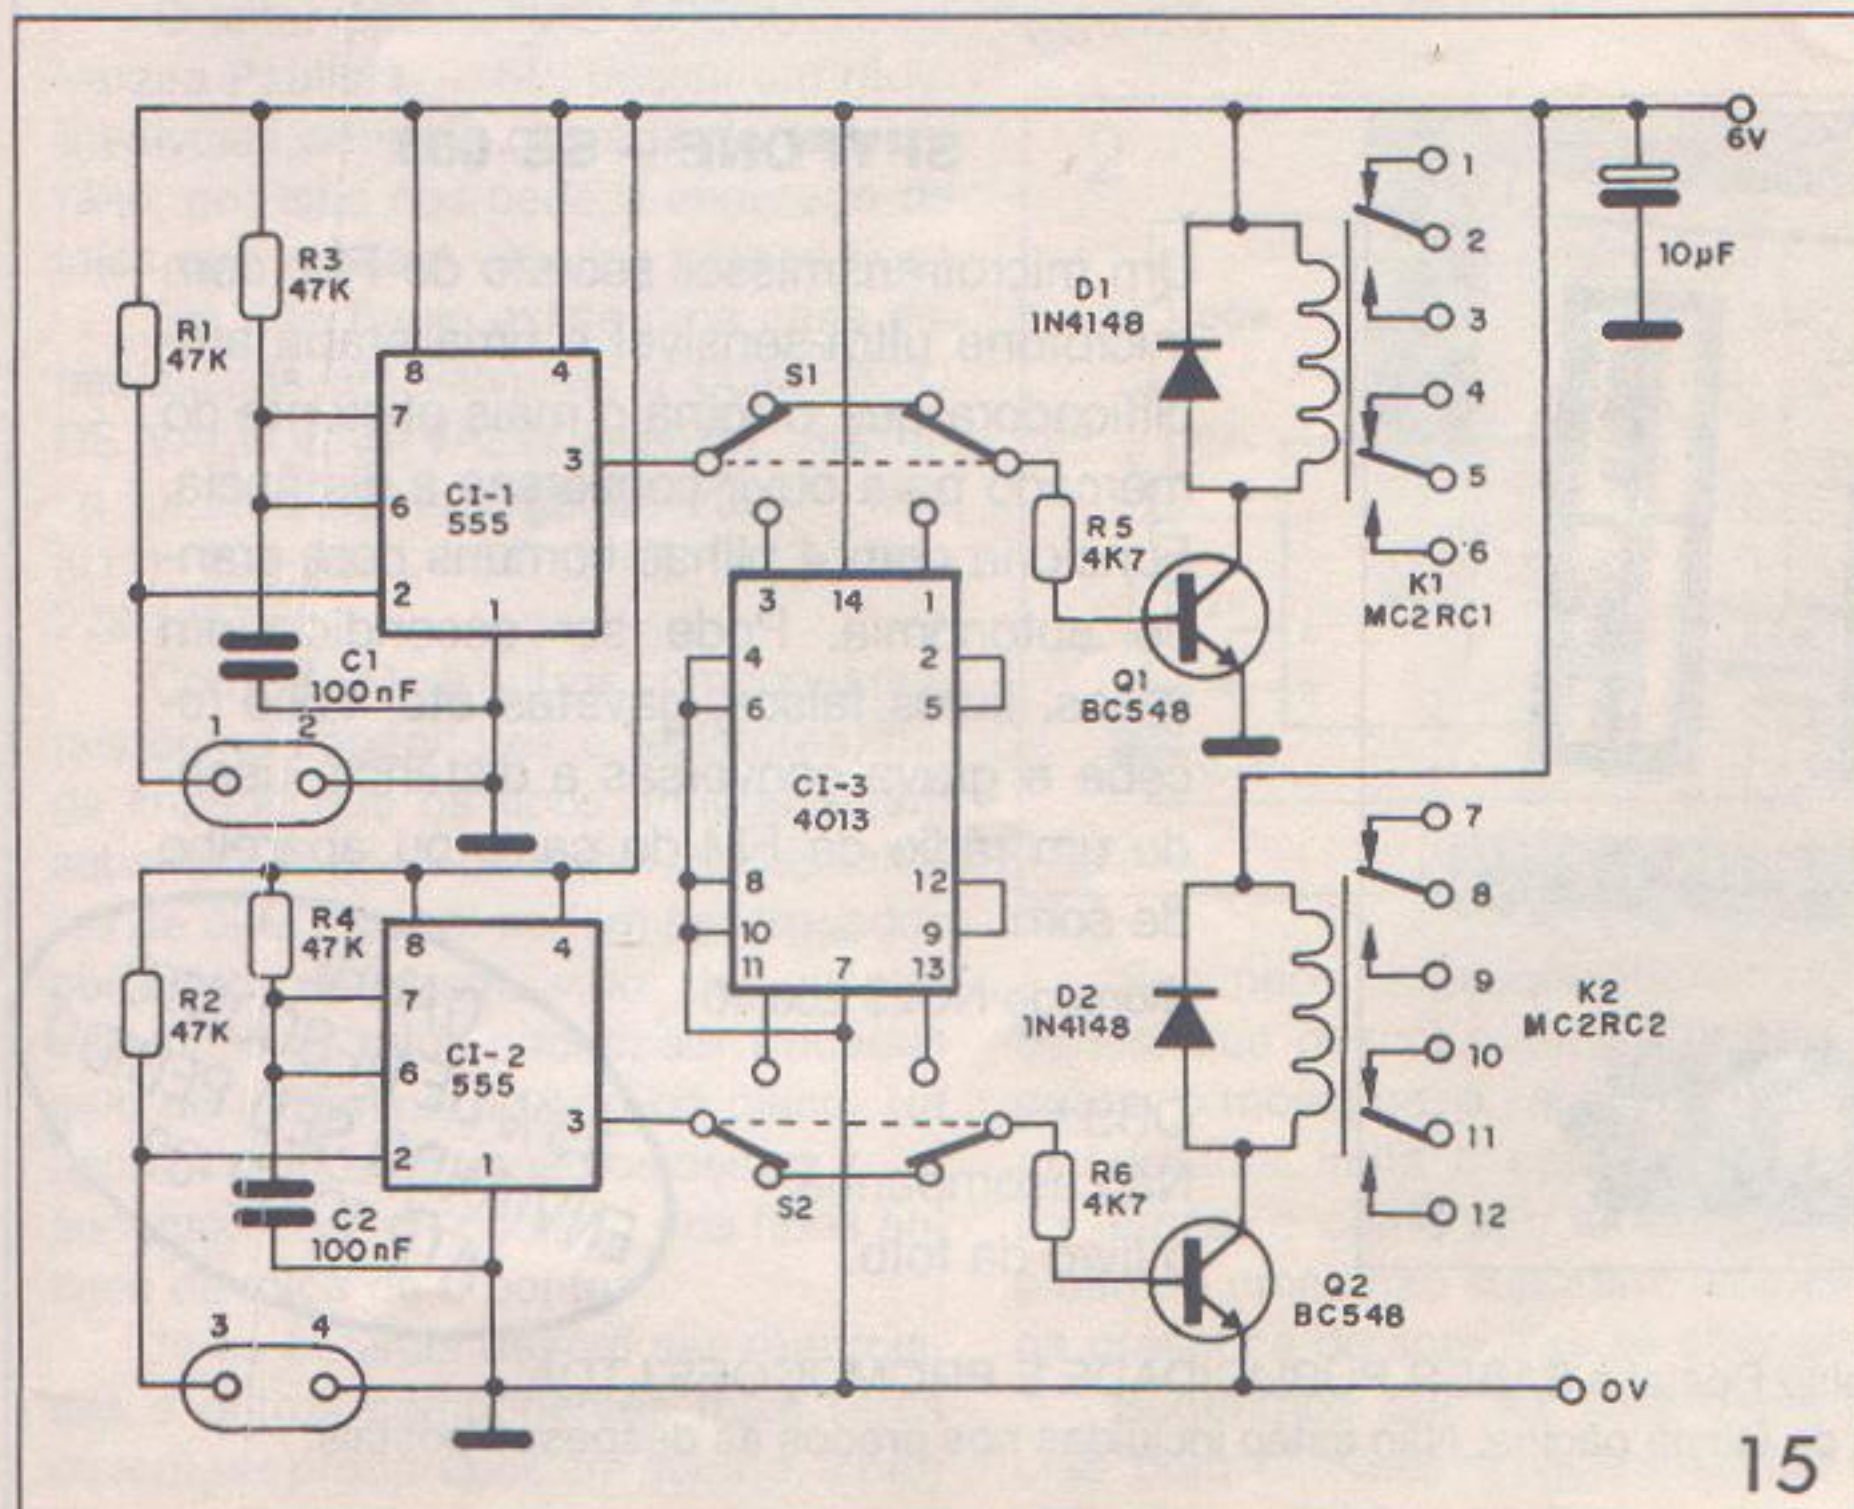 6V
1
2
3
4
5
6
K1
MC2RC1
10µF
R3
47K
R1
47K
8
4
7
3
6
2
1
CI-1
555
C1
100nF
1
2
S1
D1
1N4148
R5
4K7
Q1
BC548
3
14
1
4
2
6
5
CI-3
4013
8
12
10
9
11
7
13
R4
47K
R2
47K
8
4
7
6
3
2
1
CI-2
555
C2
100nF
3
4
S2
D2
1N4148
R6
4K7
Q2
BC548
7
8
9
10
11
12
K2
MC2RC2
0V
15